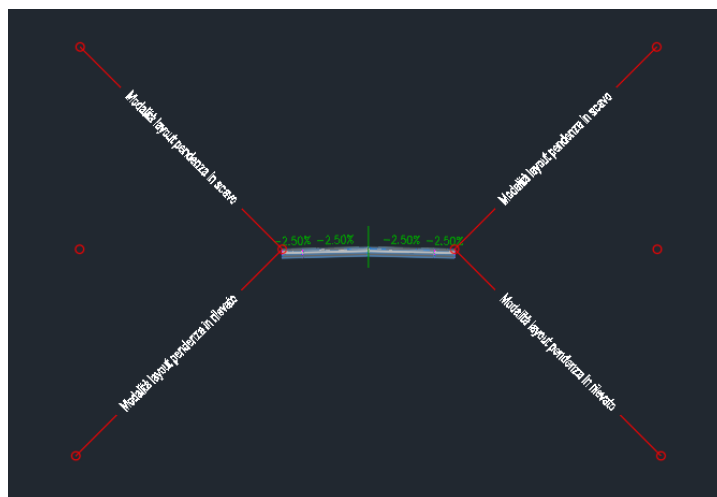 Modalità layout pendenza in scavo
Modalità layout pendenza in scavo
-2.50% -2.50% -2.50% -2.50%
Modalità layout pendenza in rilevato
Modalità layout pendenza in rilevato